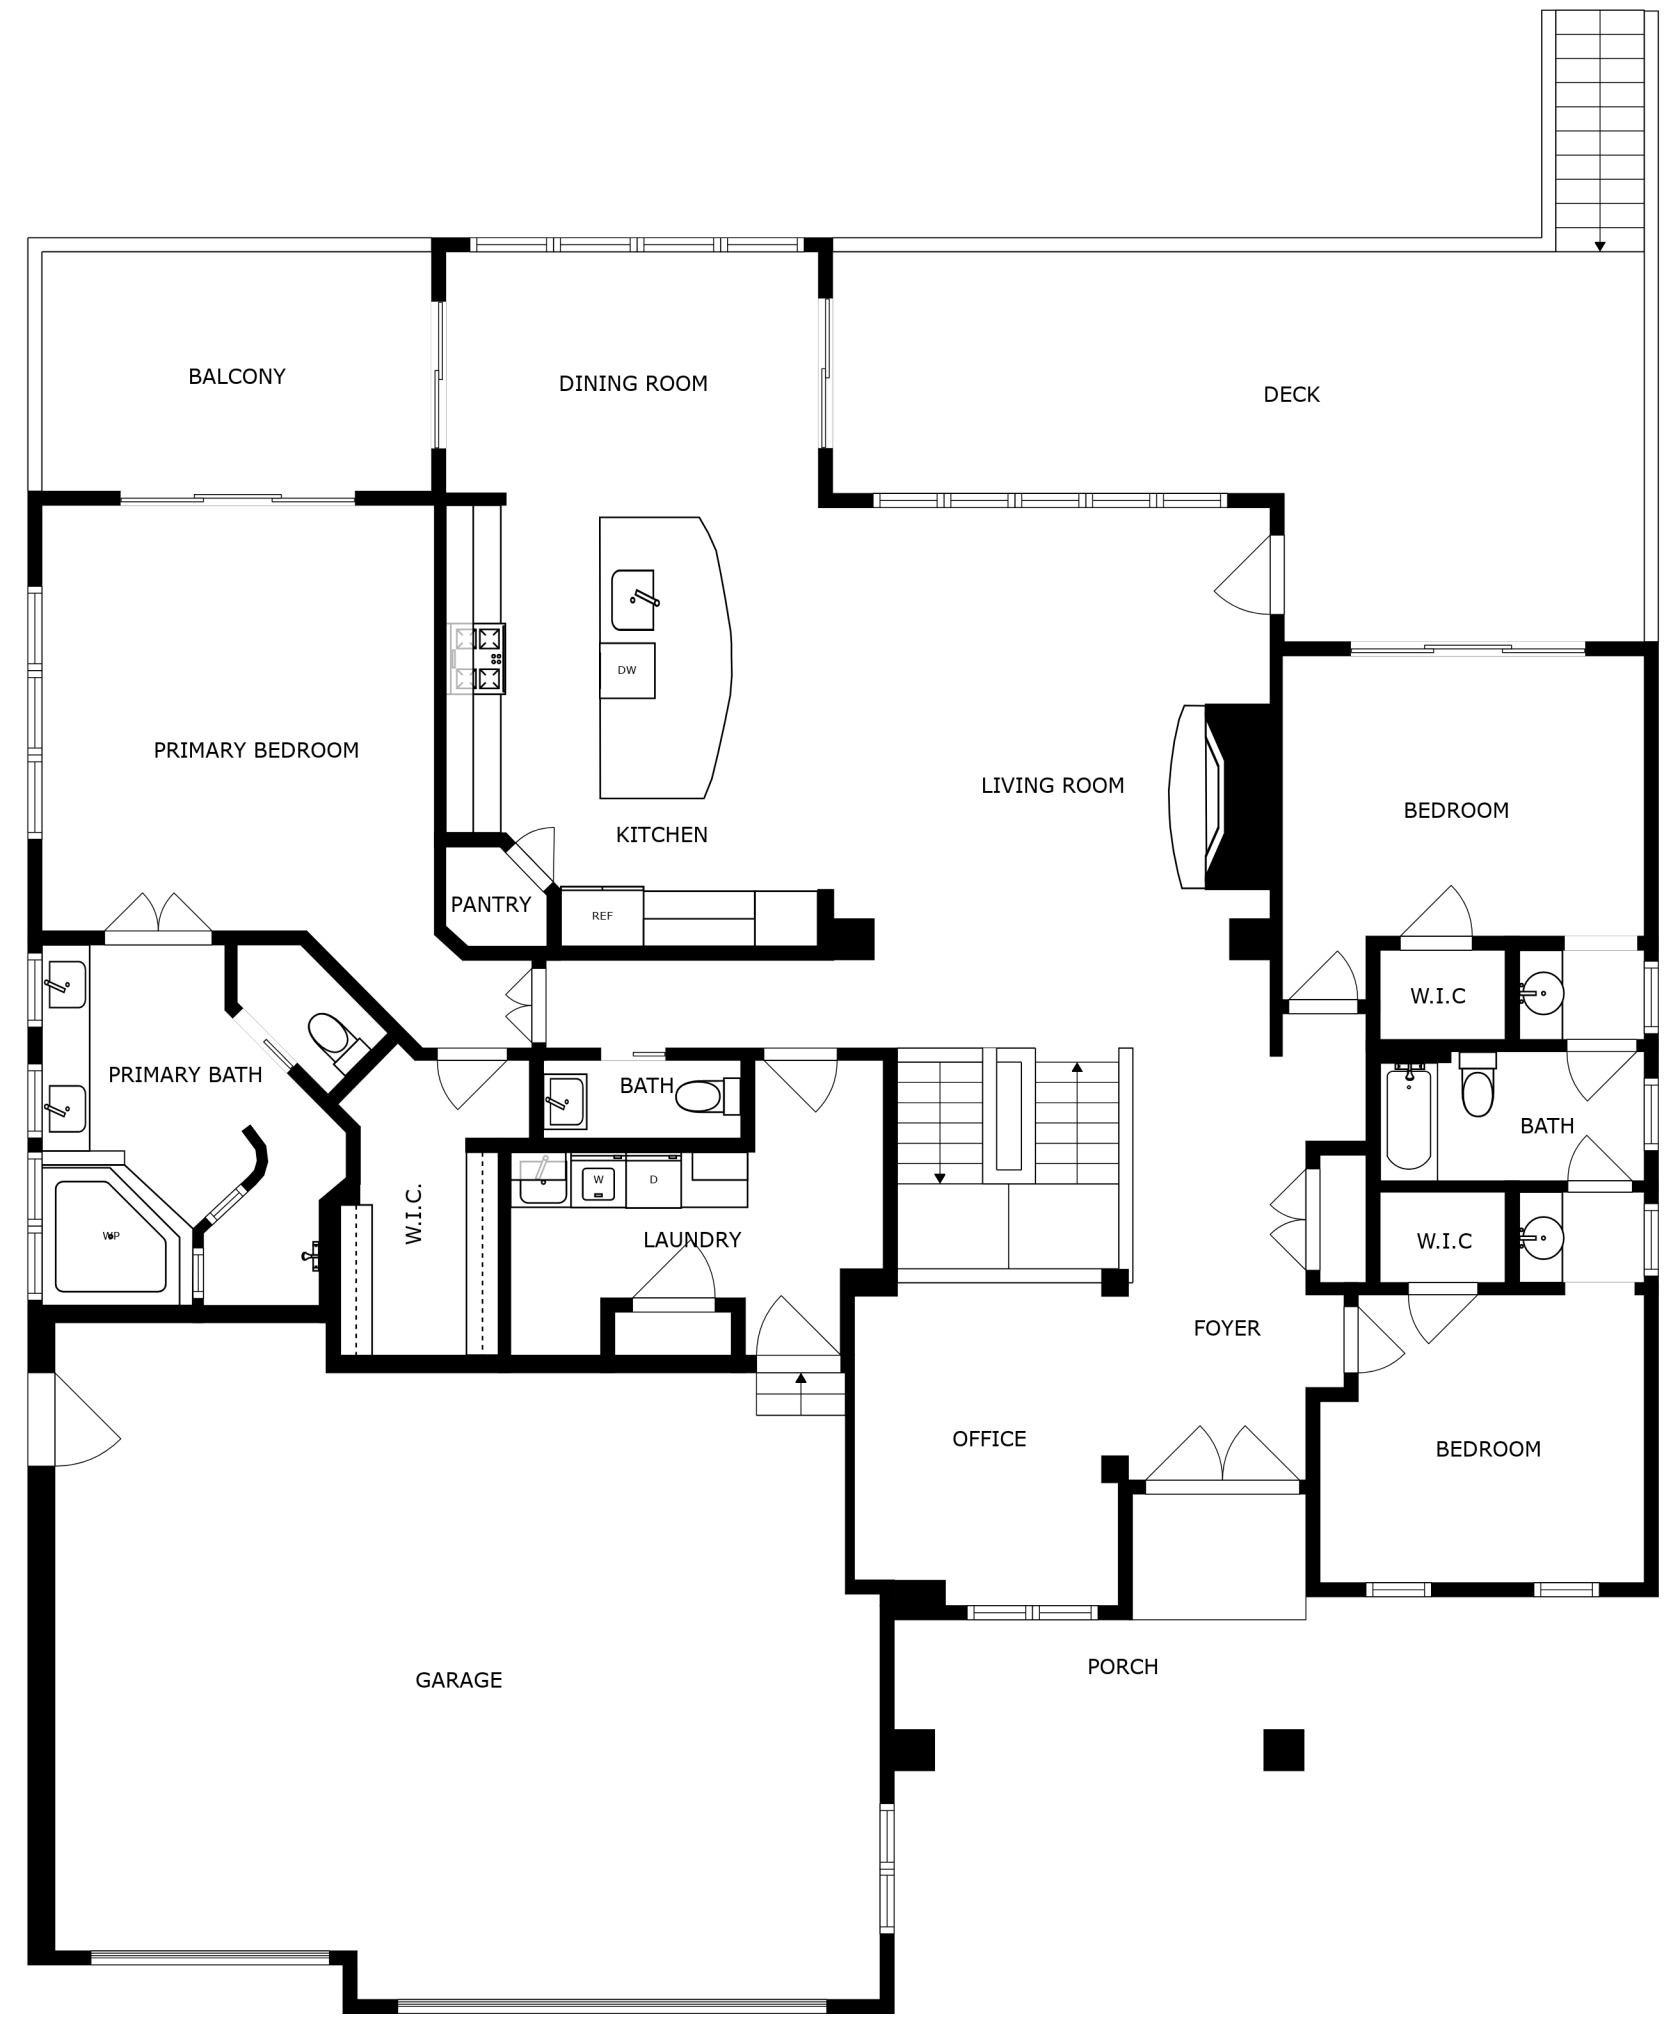 BALCONY
DINING ROOM
DECK
DW
PRIMARY BEDROOM
LIVING ROOM
BEDROOM
KITCHEN
PANTRY
REF
W.I.C
PRIMARY BATH
BATH
BATH
W.I.C.
W
D
WP
LAUNDRY
W.I.C
FOYER
OFFICE
BEDROOM
GARAGE
PORCH